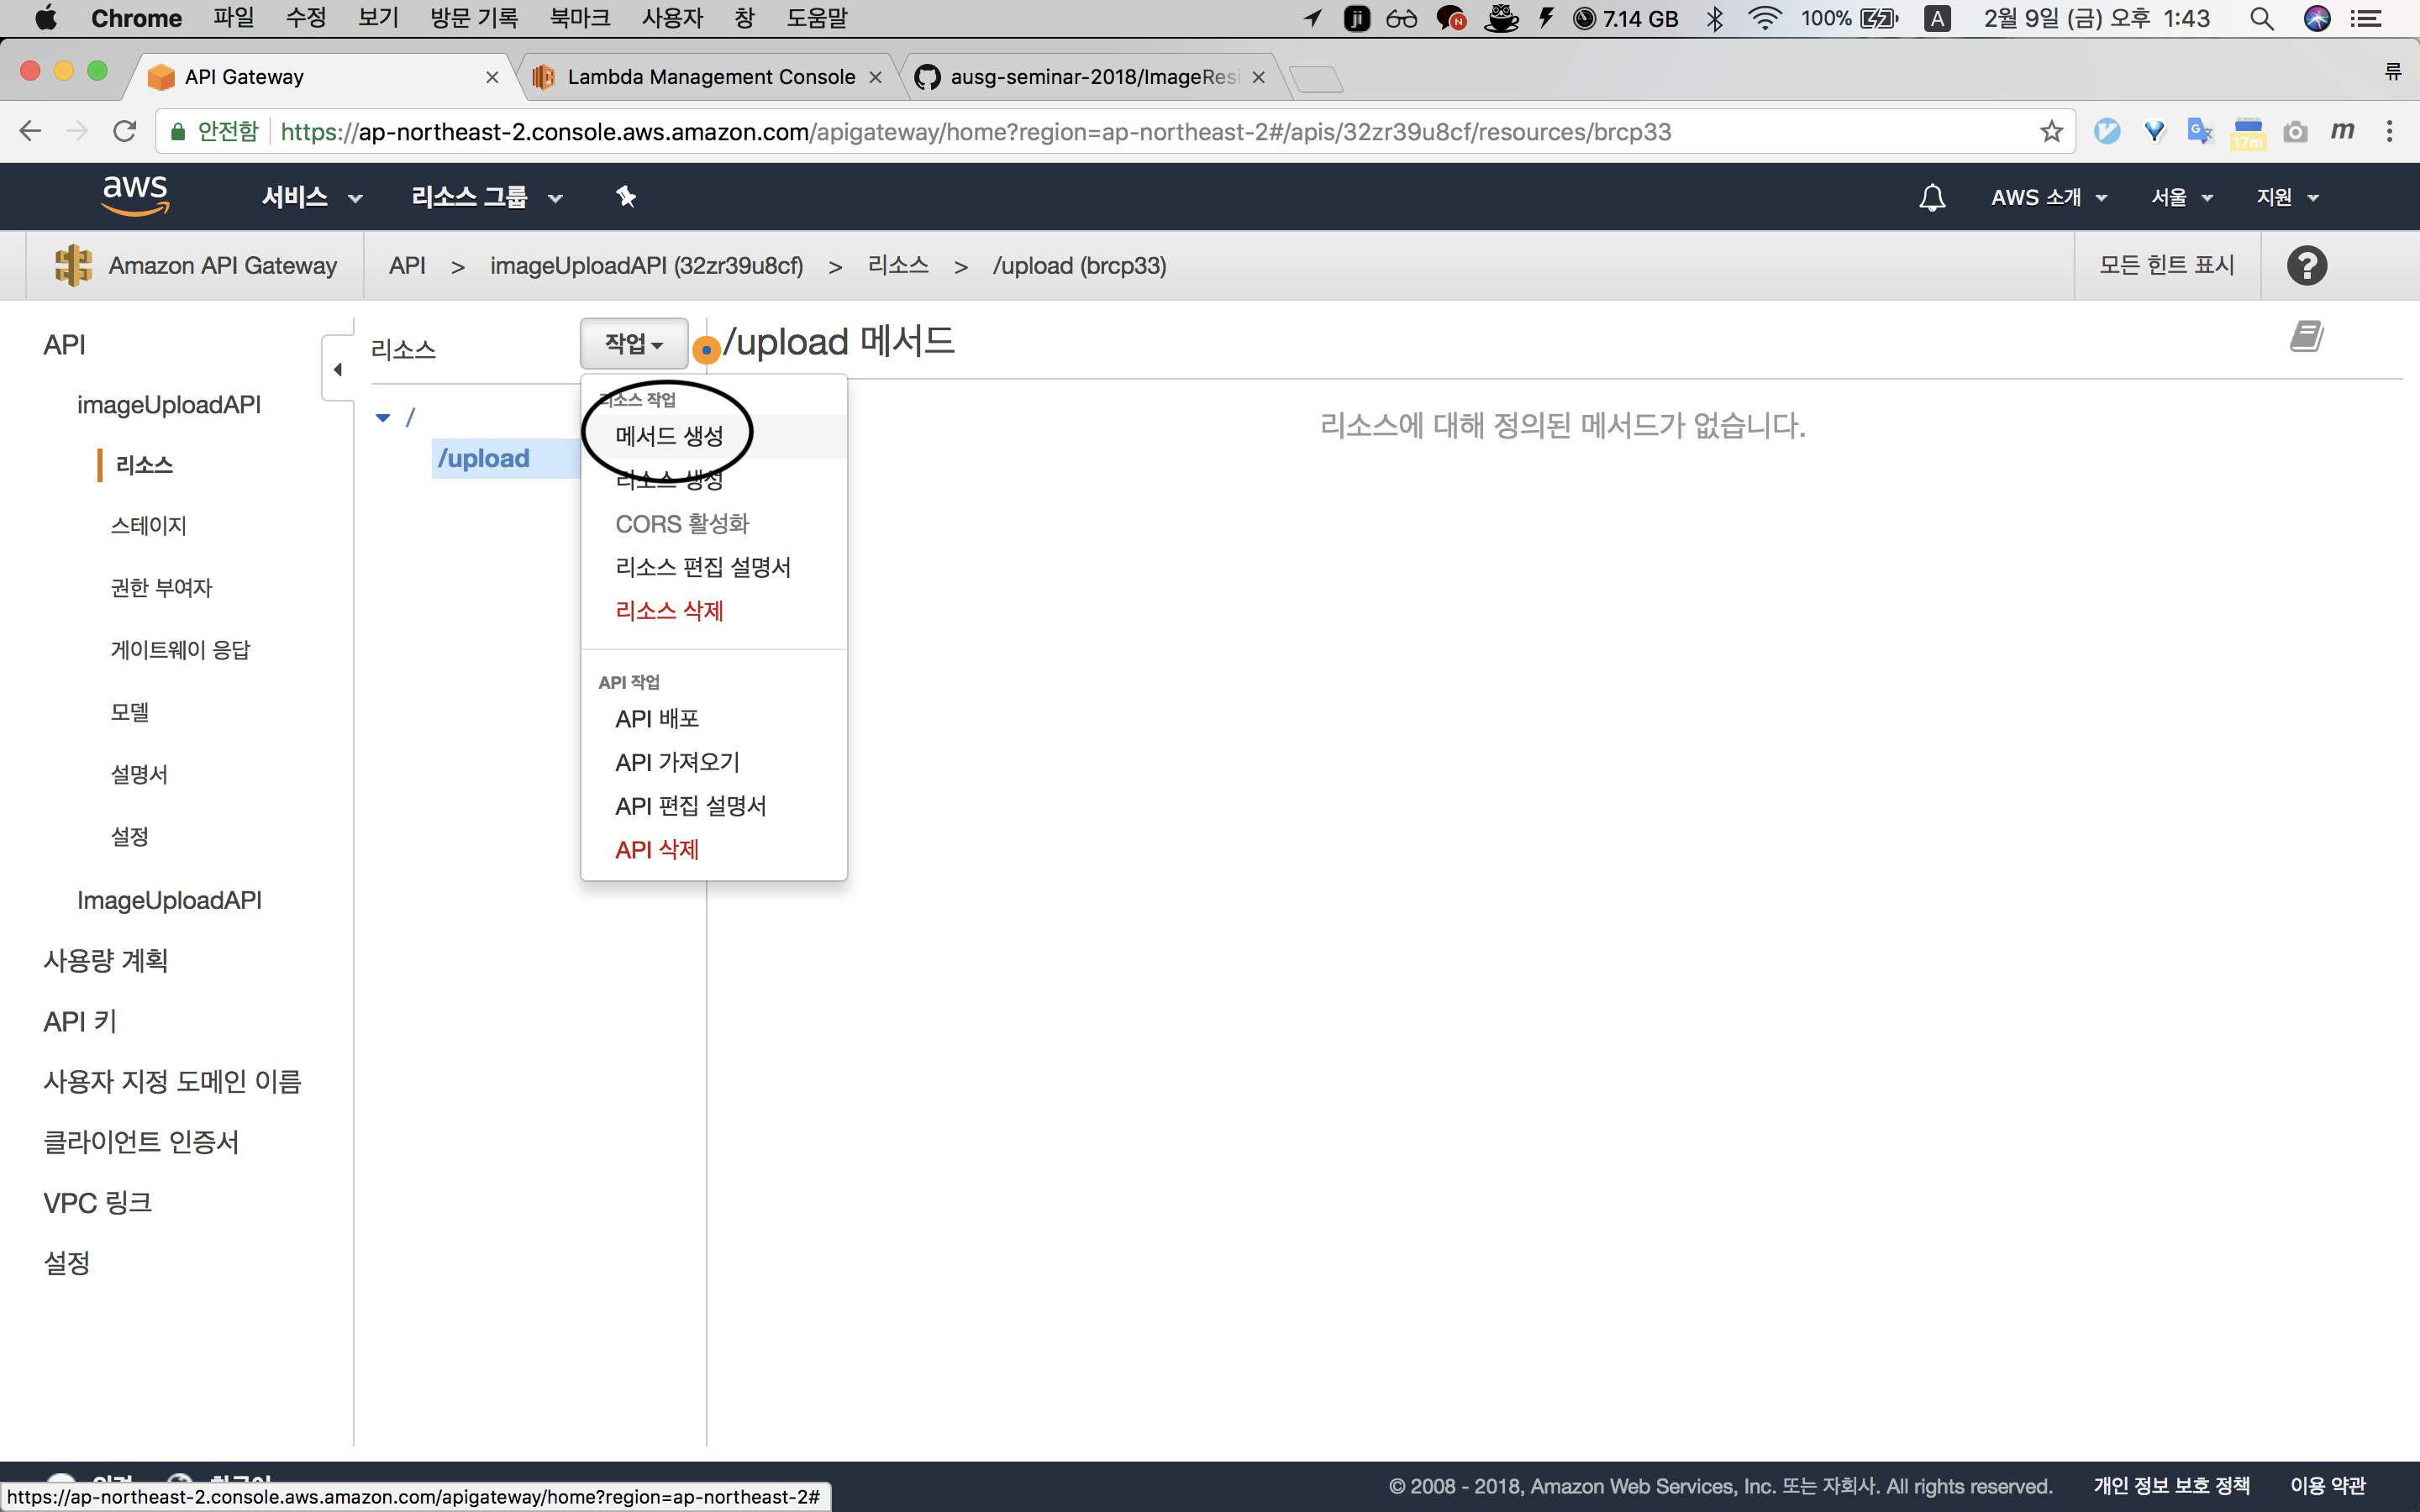 Chrome 파일 수정 보기 방문 기록 북마크 사용자 창 도움말 7.14 GB 100% A 2월 9일 (금) 오후 1:43
API Gateway Lambda Management Console ausg-seminar-2018/ImageResi 류
안전함 https://ap-northeast-2.console.aws.amazon.com/apigateway/home?region=ap-northeast-2#/apis/32zr39u8cf/resources/brcp33 17m m
aws 서비스 리소스 그룹 AWS 소개 서울 지원
Amazon API Gateway API > imageUploadAPI (32zr39u8cf) > 리소스 > /upload (brcp33) 모든 힌트 표시 ?
API
imageUploadAPI
리소스
스테이지
권한 부여자
게이트웨이 응답
모델
설명서
설정
ImageUploadAPI
사용량 계획
API 키
사용자 지정 도메인 이름
클라이언트 인증서
VPC 링크
설정
리소스 작업
/
/upload
리소스 작업
메서드 생성
리소스 생성
CORS 활성화
리소스 편집 설명서
리소스 삭제
API 작업
API 배포
API 가져오기
API 편집 설명서
API 삭제
/upload 메서드
리소스에 대해 정의된 메서드가 없습니다.
© 2008 - 2018, Amazon Web Services, Inc. 또는 자회사. All rights reserved. 개인 정보 보호 정책 이용 약관
https://ap-northeast-2.console.aws.amazon.com/apigateway/home?region=ap-northeast-2#